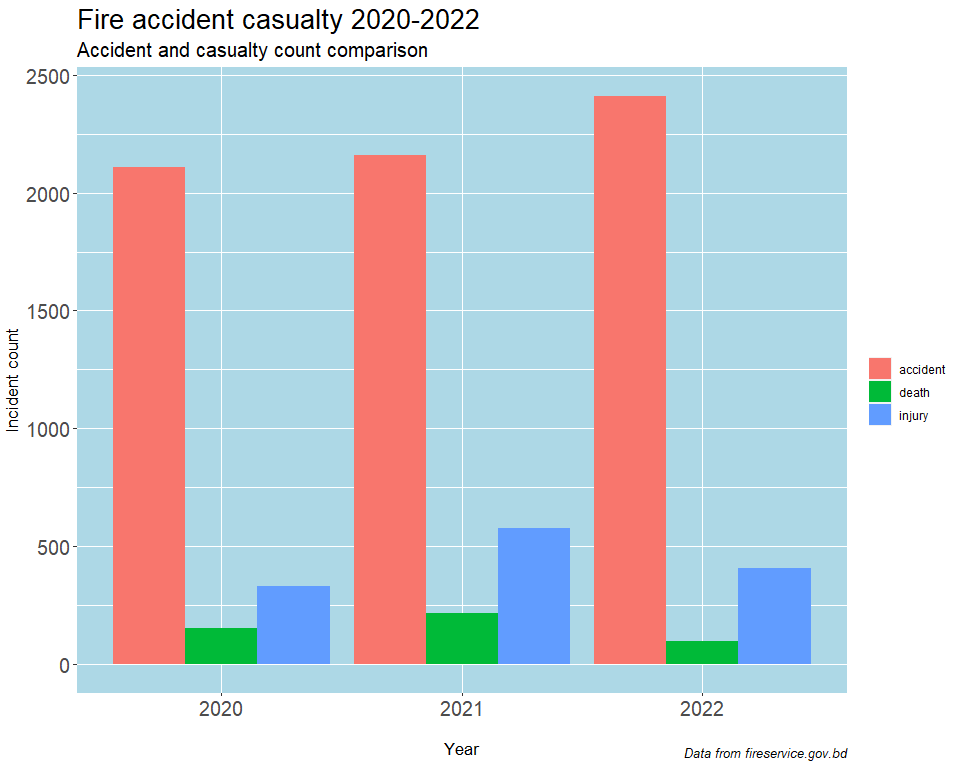 Fire accident casualty 2020-2022
Accident and casualty count comparison
2500
2000
1500
1000
500
0
Incident count
accident
death
injury
2020 2021 2022
Year
Data from fireservice.gov.bd